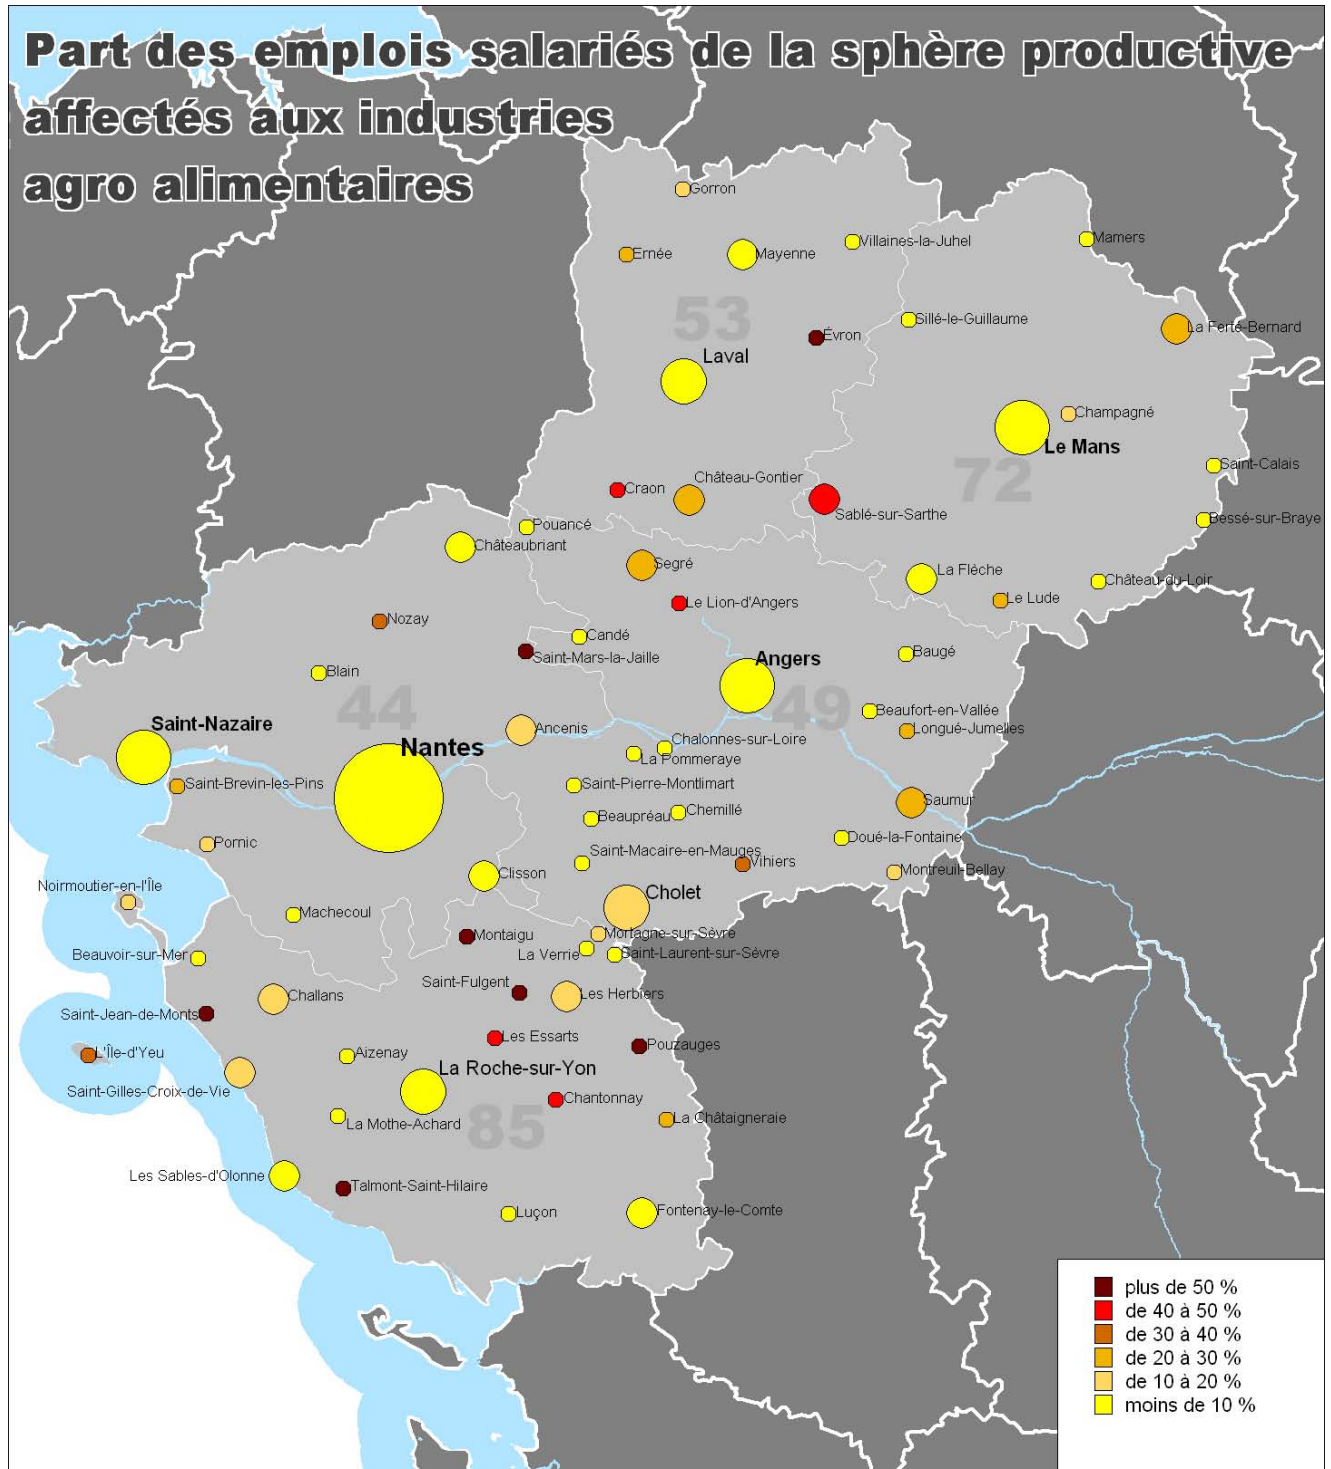 Part des emplois salariés de la sphère productive
affectés aux industries
agro alimentaires
Gorron
Villaines-la-Juhel
Mamers
Ernée
Mayenne
53
Sillé-le-Guillaume
La Ferté-Bernard
Évron
Laval
Champagné
Le Mans
Saint-Calais
72
Château-Gontier
Craon
Sablé-sur-Sarthe
Bessé-sur-Braye
Pouancé
Châteaubriant
Segré
La Flèche
Château-du-Loir
Le Lude
Le Lion-d'Angers
Nozay
Candé
Saint-Mars-la-Jaille
Baugé
Angers
Blain
44
49
Beaufort-en-Vallée
Saint-Nazaire
Ancenis
Longué-Jumelles
Chalonnes-sur-Loire
Nantes
La Pommeraye
Saint-Brevin-les-Pins
Saint-Pierre-Montlimart
Saumur
Beaupréau
Chemillé
Doué-la-Fontaine
Pornic
Saint-Macaire-en-Mauges
Vihiers
Montreuil-Bellay
Clisson
Noirmoutier-en-l'Île
Cholet
Machecoul
Mortagne-sur-Sèvre
Montaigu
La Verrie
Saint-Laurent-sur-Sèvre
Beauvoir-sur-Mer
Saint-Fulgent
Challans
Les Herbiers
Saint-Jean-de-Monts
Les Essarts
Pouzauges
L'Île-d'Yeu
Aizenay
La Roche-sur-Yon
Saint-Gilles-Croix-de-Vie
Chantonnay
La Mothe-Achard
85
La Châtaigneraie
Les Sables-d'Olonne
Talmont-Saint-Hilaire
Luçon
Fontenay-le-Comte
plus de 50 %
de 40 à 50 %
de 30 à 40 %
de 20 à 30 %
de 10 à 20 %
moins de 10 %